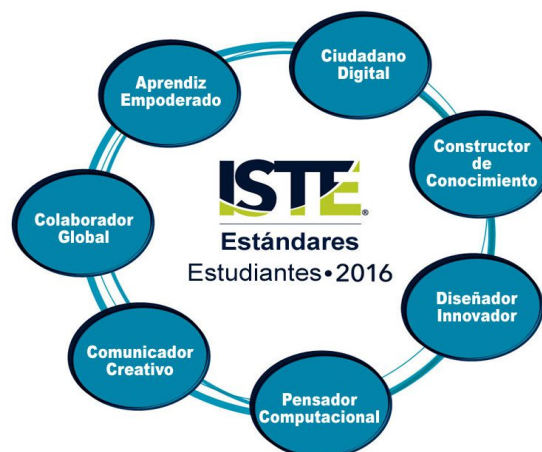 Ciudadano
Digital
Aprendiz
Empoderado
Constructor
de
Conocimiento
ISTE®
Estándares
Estudiantes•2016
Colaborador
Global
Diseñador
Innovador
Comunicador
Creativo
Pensador
Computacional